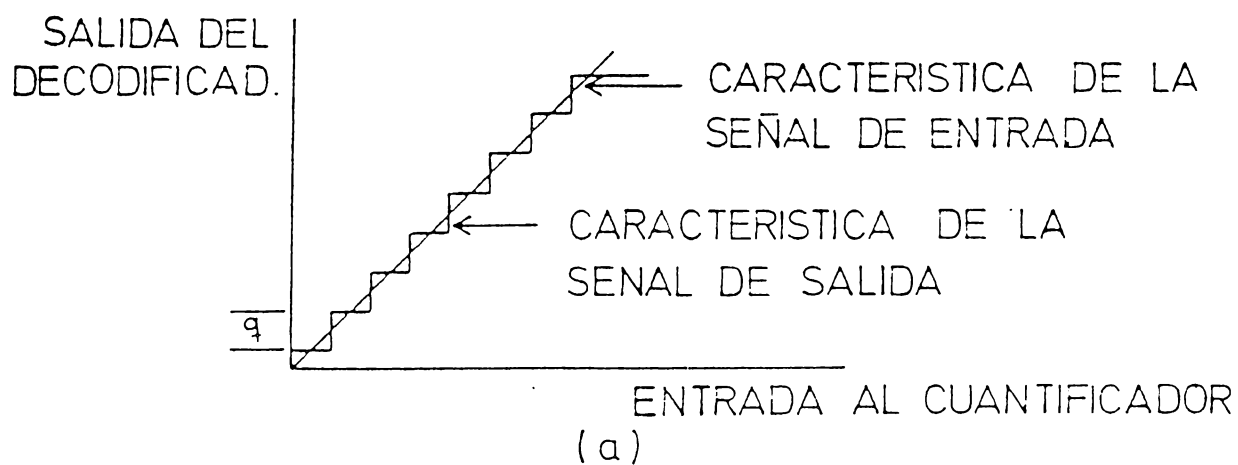 SALIDA DEL
DECODIFICAD.
CARACTERISTICA DE LA
SEÑAL DE ENTRADA
CARACTERISTICA DE LA
SENAL DE SALIDA
q
ENTRADA AL CUANTIFICADOR
(a)